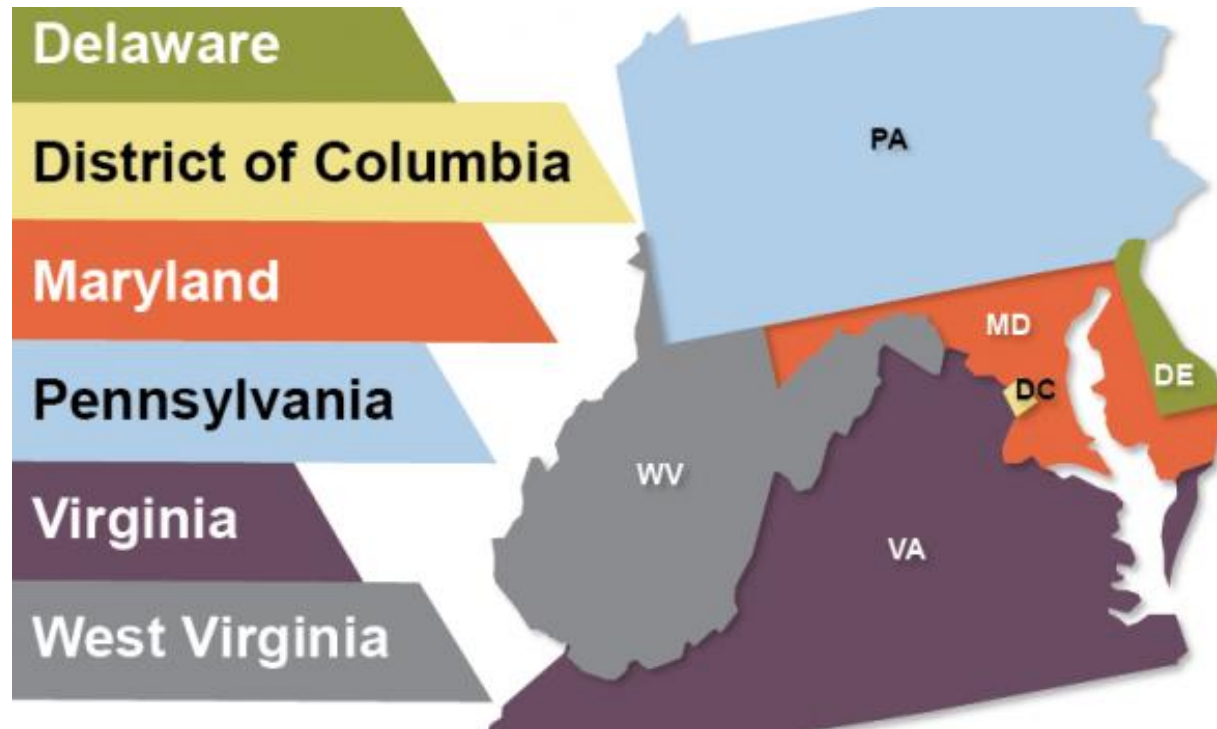 Delaware
District of Columbia
Maryland
Pennsylvania
Virginia
West Virginia
PA
MD
DE
DC
WV
VA